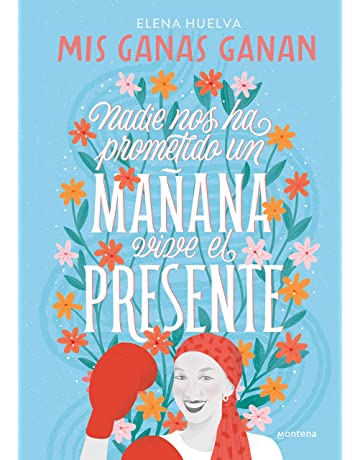 ELENA HUELVA
MIS GANAS GANAN
Nadie nos ha
prometido un
MAÑANA
vive el
PRESENTE
montena